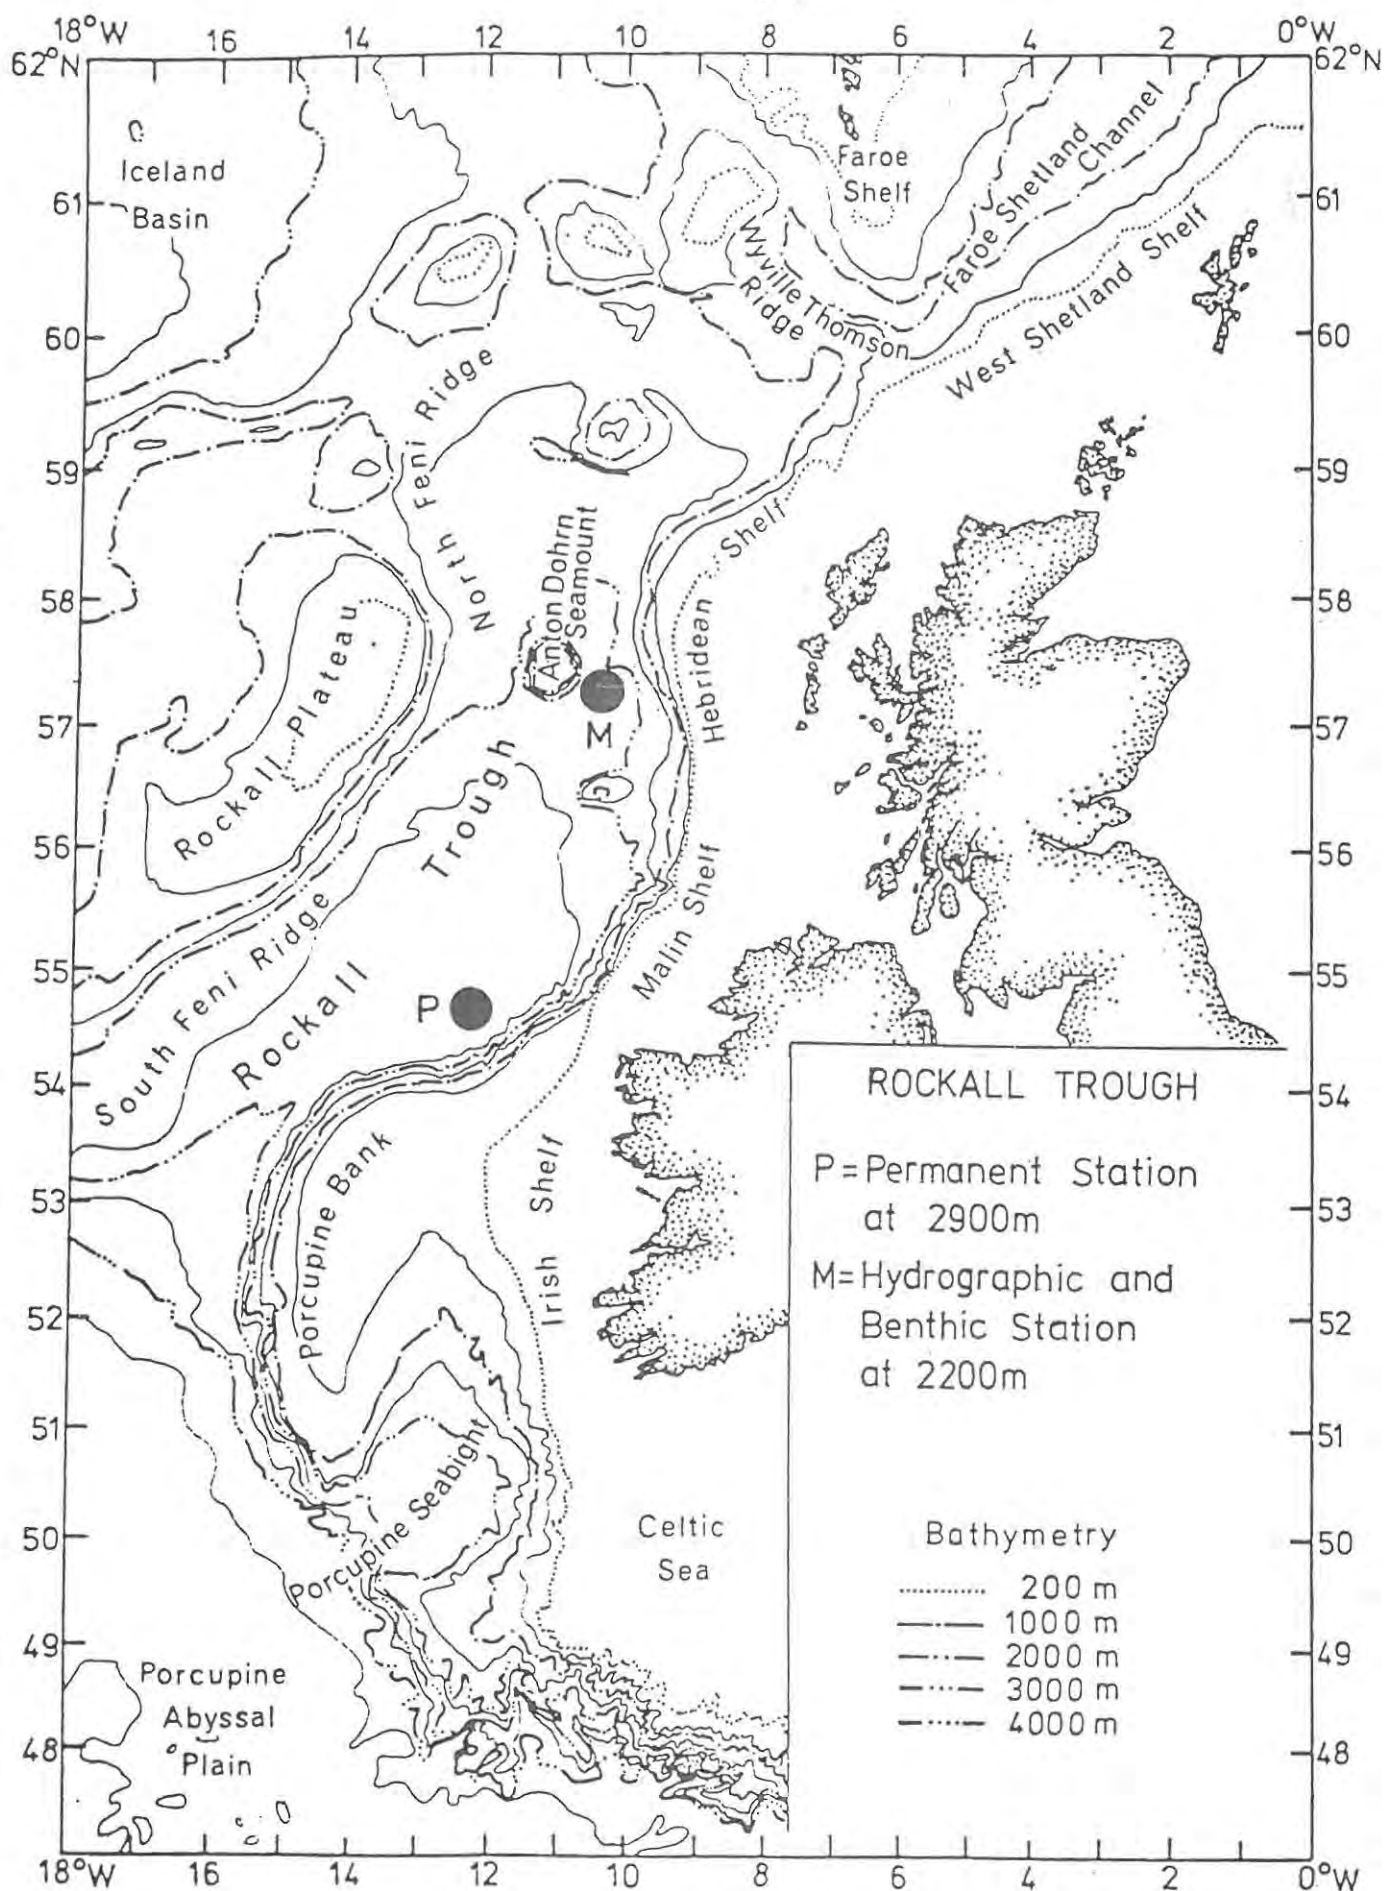 18°W 16 14 12 10 8 6 4 2 0°W
62°N 62°N
Iceland
Basin
Faroe
Shelf
Faroe Shetland
Channel
61 61
Wyville Thomson
Ridge
West Shetland Shelf
60 60
North Feni Ridge
59 59
Hebridean Shelf
Anton Dohrn
Seamount
58 58
Rockall Plateau
57 57
M
Rockall Trough
56 56
Malin Shelf
South Feni Ridge
55 55
P
54 54
Porcupine Bank
Irish Shelf
53 53
52 52
51 51
Porcupine Seabight
50 50
Celtic
Sea
49 49
Porcupine
Abyssal
Plain
48 48
ROCKALL TROUGH
P=Permanent Station
at 2900m
M=Hydrographic and
Benthic Station
at 2200m
Bathymetry
200 m
1000 m
2000 m
3000 m
4000 m
18°W 16 14 12 10 8 6 4 2 0°W